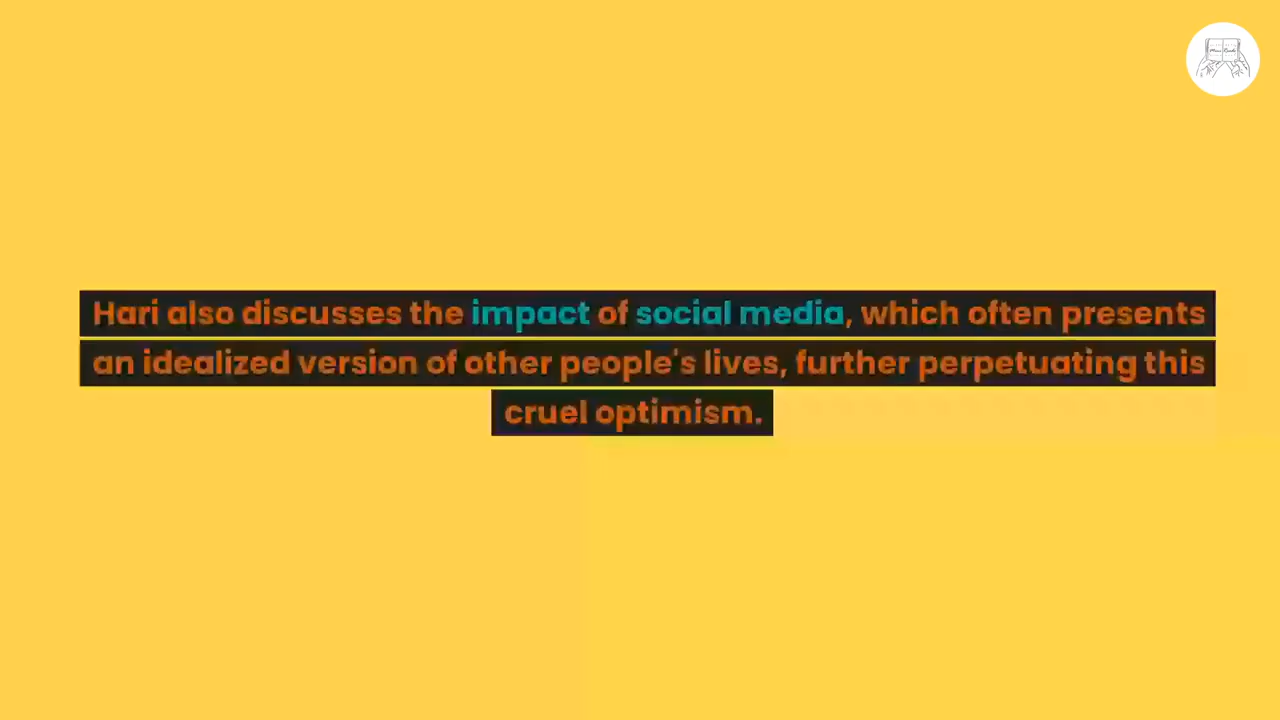 Hari also discusses the impact of social media, which often presents
an idealized version of other people's lives, further perpetuating this
cruel optimism.